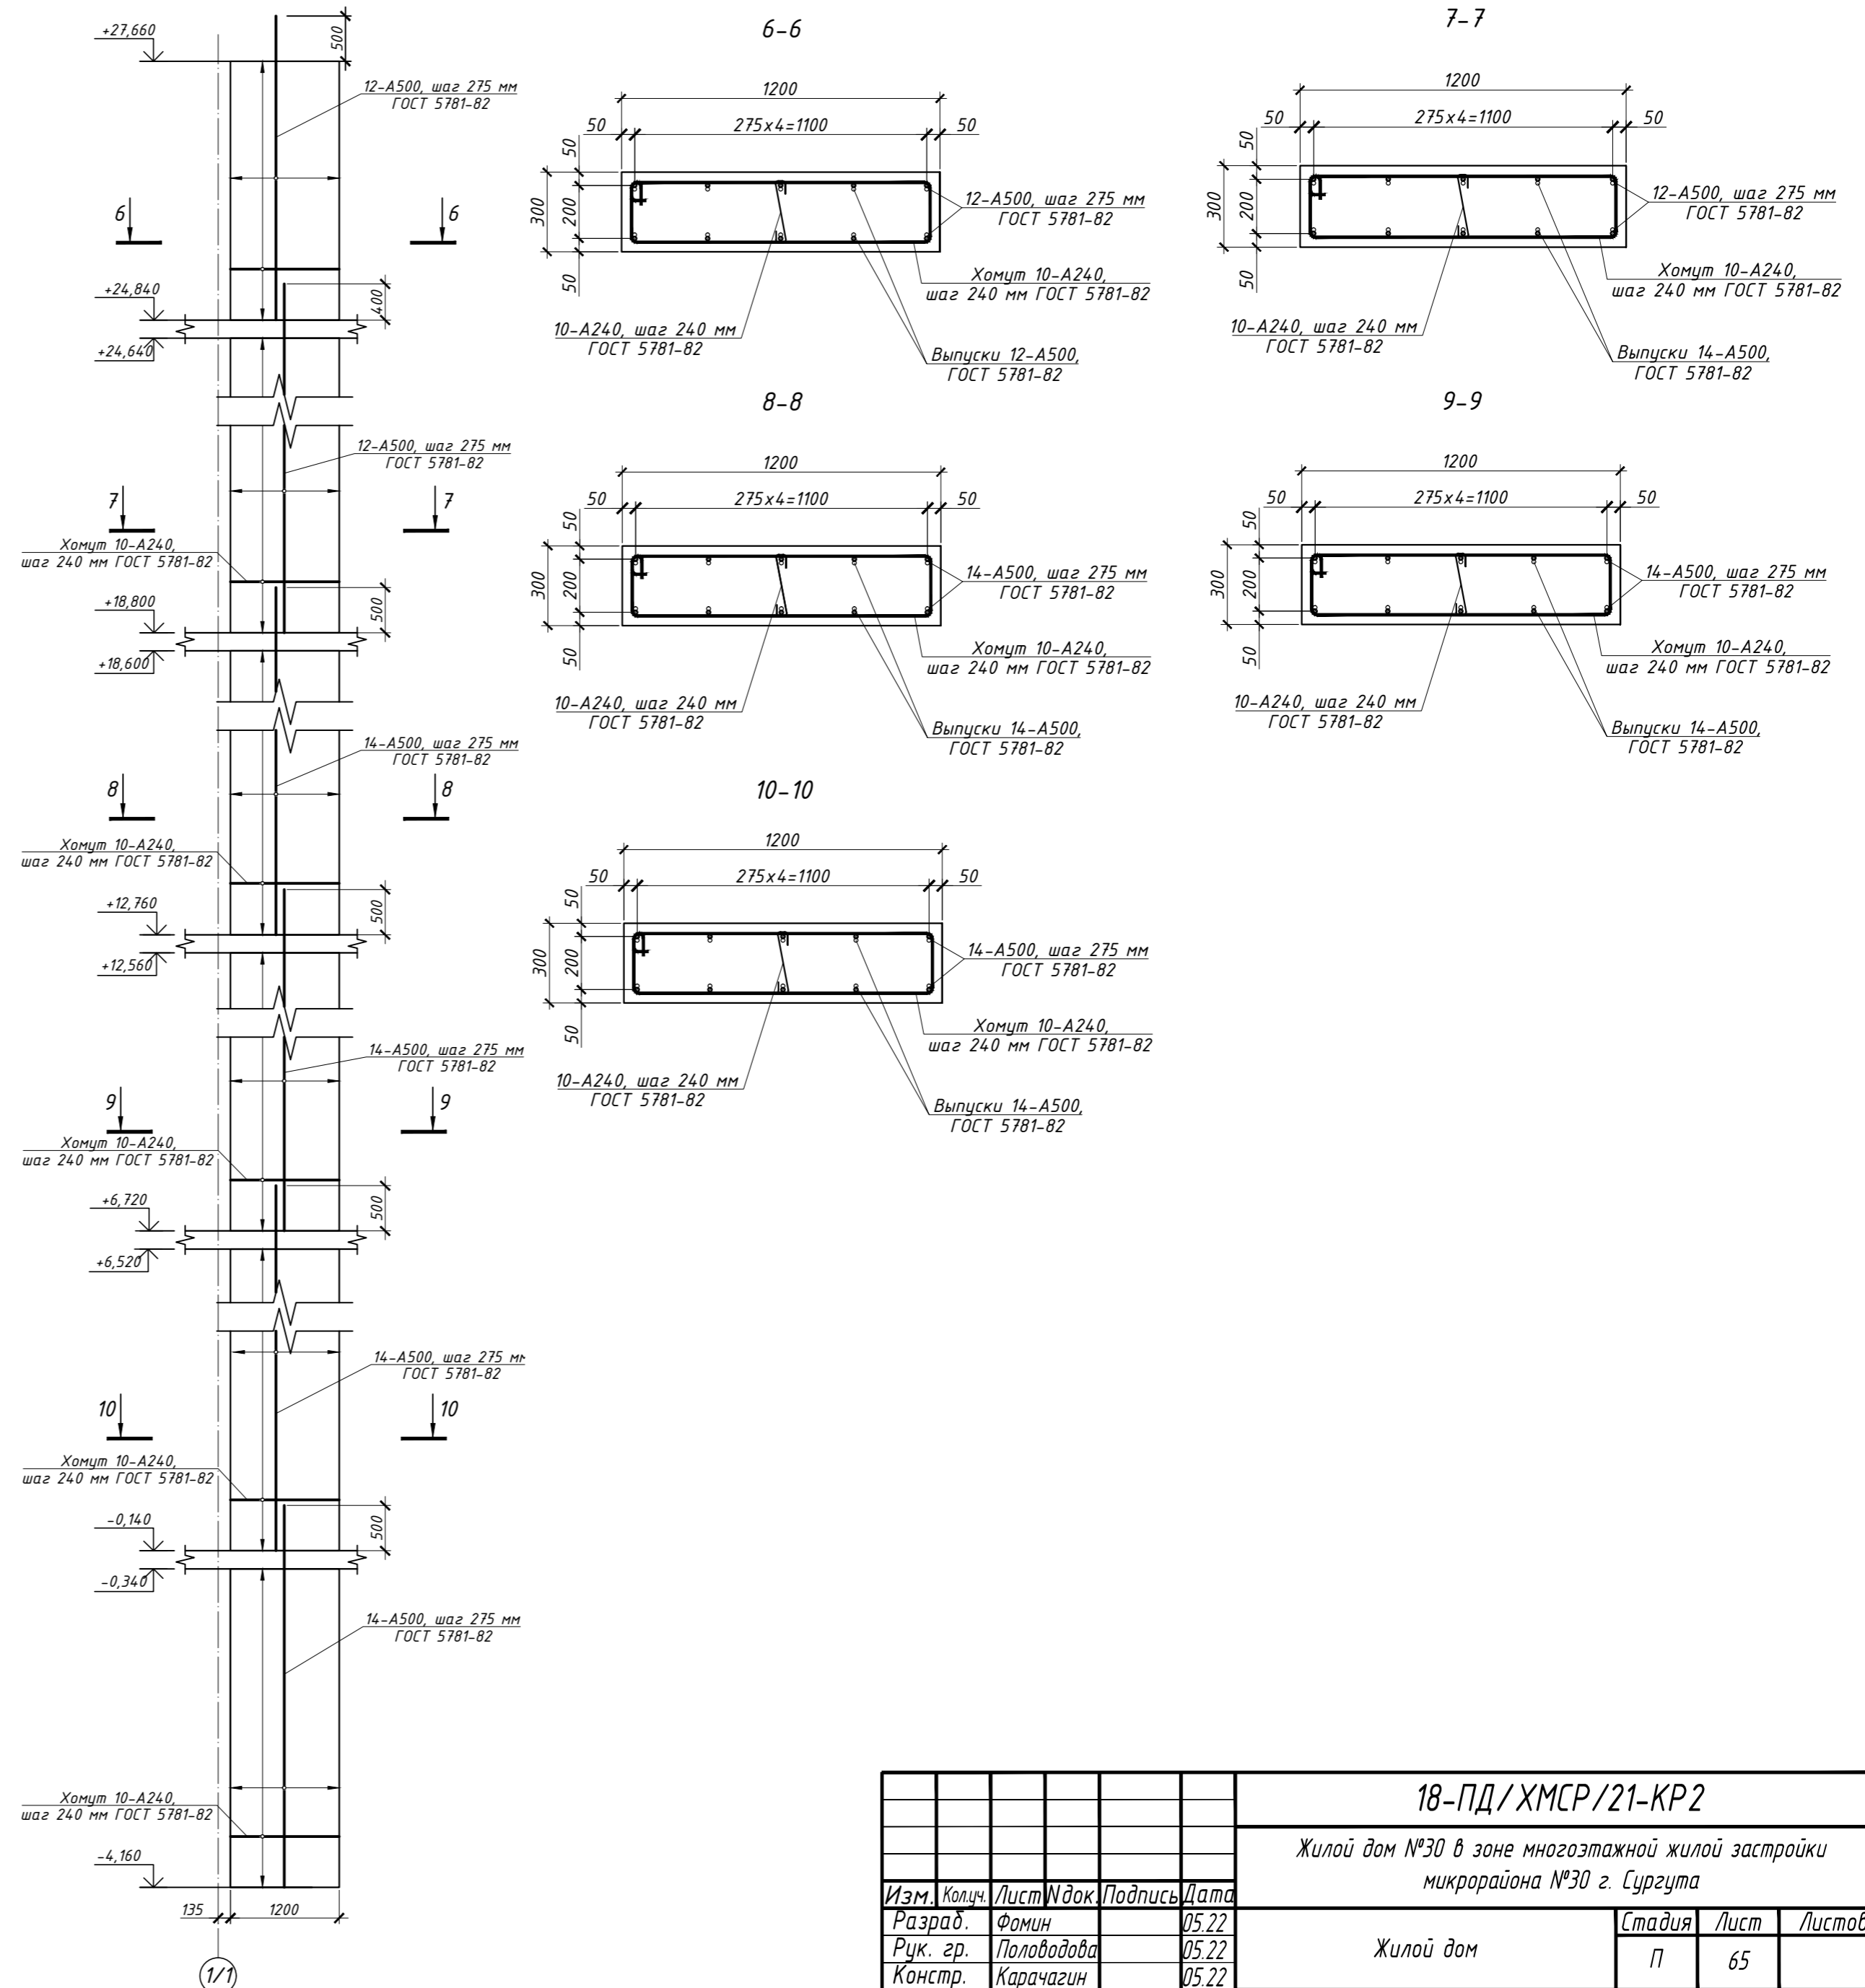 +27,660
500
12-А500, шаг 275 мм
ГОСТ 5781-82
6
6
+24,840
400
+24,640
12-А500, шаг 275 мм
ГОСТ 5781-82
7
7
Хомут 10-А240,
шаг 240 мм ГОСТ 5781-82
+18,800
500
+18,600
14-А500, шаг 275 мм
ГОСТ 5781-82
8
8
Хомут 10-А240,
шаг 240 мм ГОСТ 5781-82
+12,760
500
+12,560
14-А500, шаг 275 мм
ГОСТ 5781-82
9
9
Хомут 10-А240,
шаг 240 мм ГОСТ 5781-82
+6,720
500
+6,520
14-А500, шаг 275 мм
ГОСТ 5781-82
10
10
Хомут 10-А240,
шаг 240 мм ГОСТ 5781-82
-0,140
500
-0,340
14-А500, шаг 275 мм
ГОСТ 5781-82
Хомут 10-А240,
шаг 240 мм ГОСТ 5781-82
-4,160
135
1200
1/1
6-6
1200
50
275х4=1100
50
50
300
200
50
12-А500, шаг 275 мм
ГОСТ 5781-82
Хомут 10-А240,
шаг 240 мм ГОСТ 5781-82
10-А240, шаг 240 мм
ГОСТ 5781-82
Выпуски 12-А500,
ГОСТ 5781-82
7-7
1200
50
275х4=1100
50
50
300
200
50
12-А500, шаг 275 мм
ГОСТ 5781-82
Хомут 10-А240,
шаг 240 мм ГОСТ 5781-82
10-А240, шаг 240 мм
ГОСТ 5781-82
Выпуски 14-А500,
ГОСТ 5781-82
8-8
1200
50
275х4=1100
50
50
300
200
50
14-А500, шаг 275 мм
ГОСТ 5781-82
Хомут 10-А240,
шаг 240 мм ГОСТ 5781-82
10-А240, шаг 240 мм
ГОСТ 5781-82
Выпуски 14-А500,
ГОСТ 5781-82
9-9
1200
50
275х4=1100
50
50
300
200
50
14-А500, шаг 275 мм
ГОСТ 5781-82
Хомут 10-А240,
шаг 240 мм ГОСТ 5781-82
10-А240, шаг 240 мм
ГОСТ 5781-82
Выпуски 14-А500,
ГОСТ 5781-82
10-10
1200
50
275х4=1100
50
50
300
200
50
14-А500, шаг 275 мм
ГОСТ 5781-82
Хомут 10-А240,
шаг 240 мм ГОСТ 5781-82
10-А240, шаг 240 мм
ГОСТ 5781-82
Выпуски 14-А500,
ГОСТ 5781-82
18-ПД/ХМСР/21-КР2
Жилой дом №30 в зоне многоэтажной жилой застройки
микрорайона №30 г. Сургута
Изм. Кол.уч. Лист Nдок. Подпись Дата
Разраб. Фомин 05.22
Рук. гр. Половодова 05.22
Констр. Карачагин 05.22
Жилой дом
Стадия Лист Листов
П 65